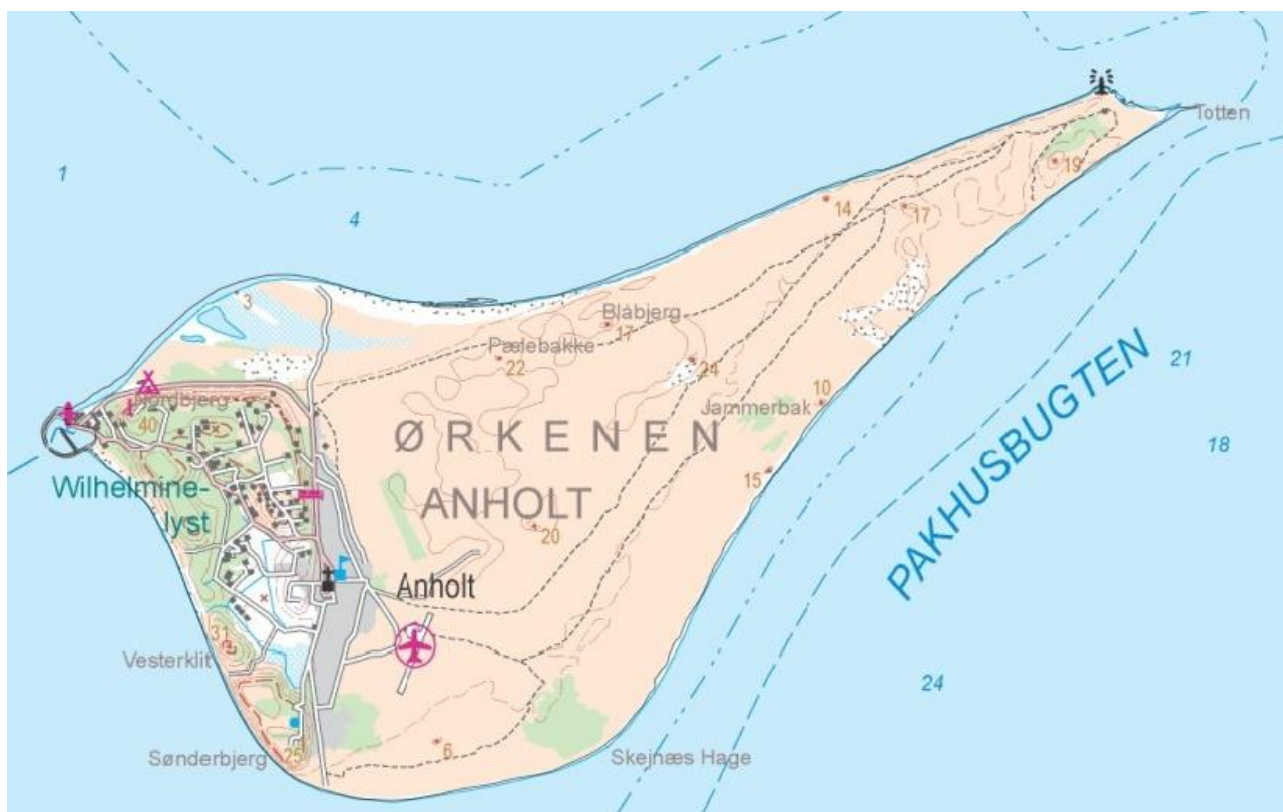 Totten
1
19
4
14
17
3
Blåbjerg
17
Pælebakke
22
24
21
Nordbjerg
40
10
Jammerbak
ØRKENEN
ANHOLT
PAKHUSBUGTEN
18
15
Wilhelmine-
lyst
20
Anholt
31
Vesterklit
24
6
Sønderbjerg
25
Skejnæs Hage